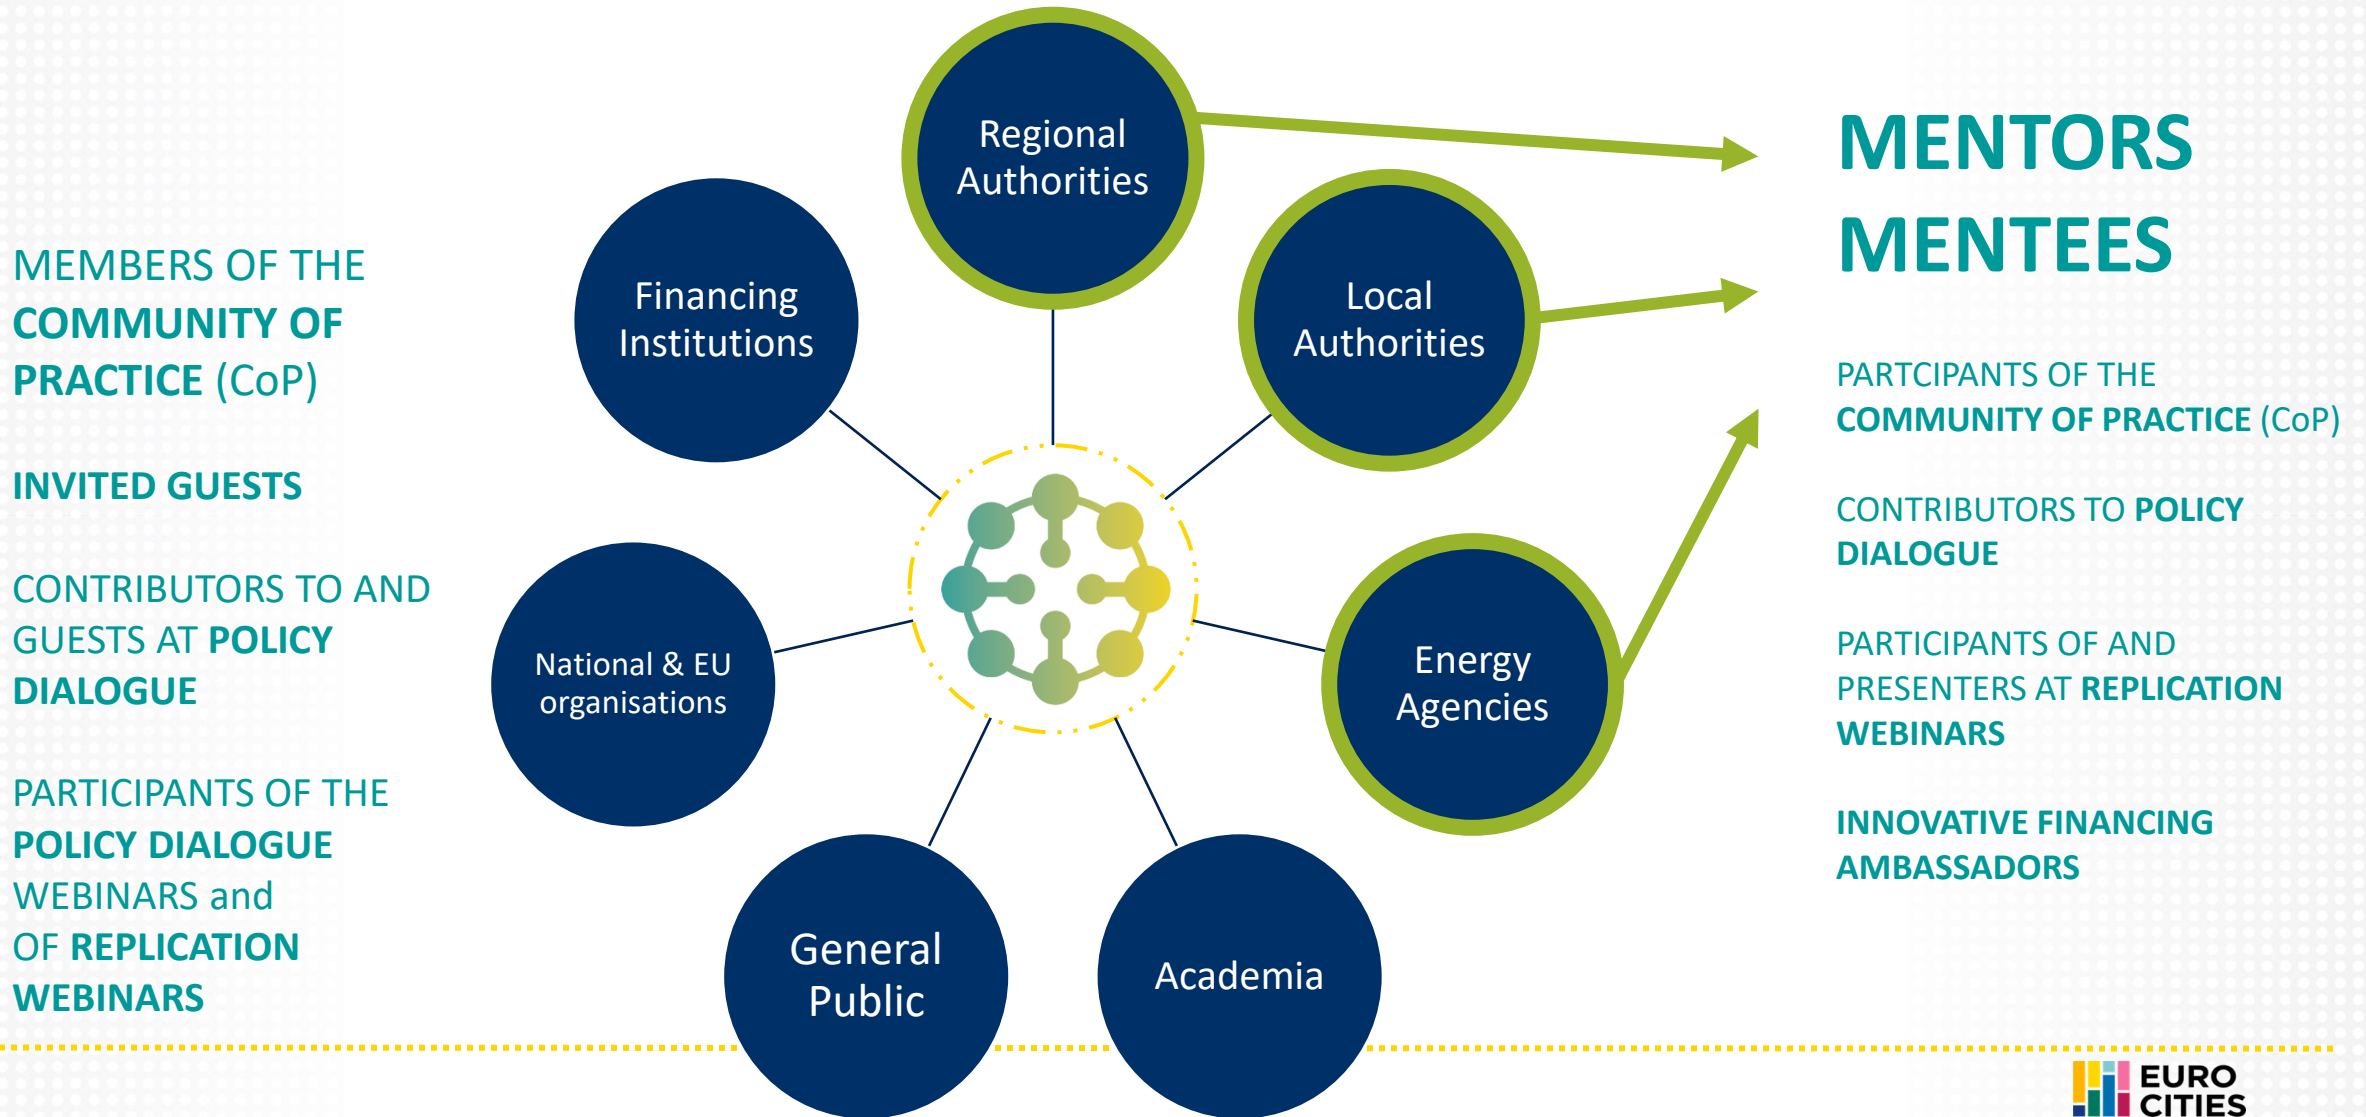 MEMBERS OF THE
COMMUNITY OF
PRACTICE (CoP)
INVITED GUESTS
CONTRIBUTORS TO AND
GUESTS AT POLICY
DIALOGUE
PARTICIPANTS OF THE
POLICY DIALOGUE
WEBINARS and
OF REPLICATION
WEBINARS
Regional
Authorities
Financing
Institutions
Local
Authorities
National & EU
organisations
Energy
Agencies
General
Public
Academia
MENTORS
MENTEES
PARTCIPANTS OF THE
COMMUNITY OF PRACTICE (CoP)
CONTRIBUTORS TO POLICY
DIALOGUE
PARTICIPANTS OF AND
PRESENTERS AT REPLICATION
WEBINARS
INNOVATIVE FINANCING
AMBASSADORS
EURO
CITIES